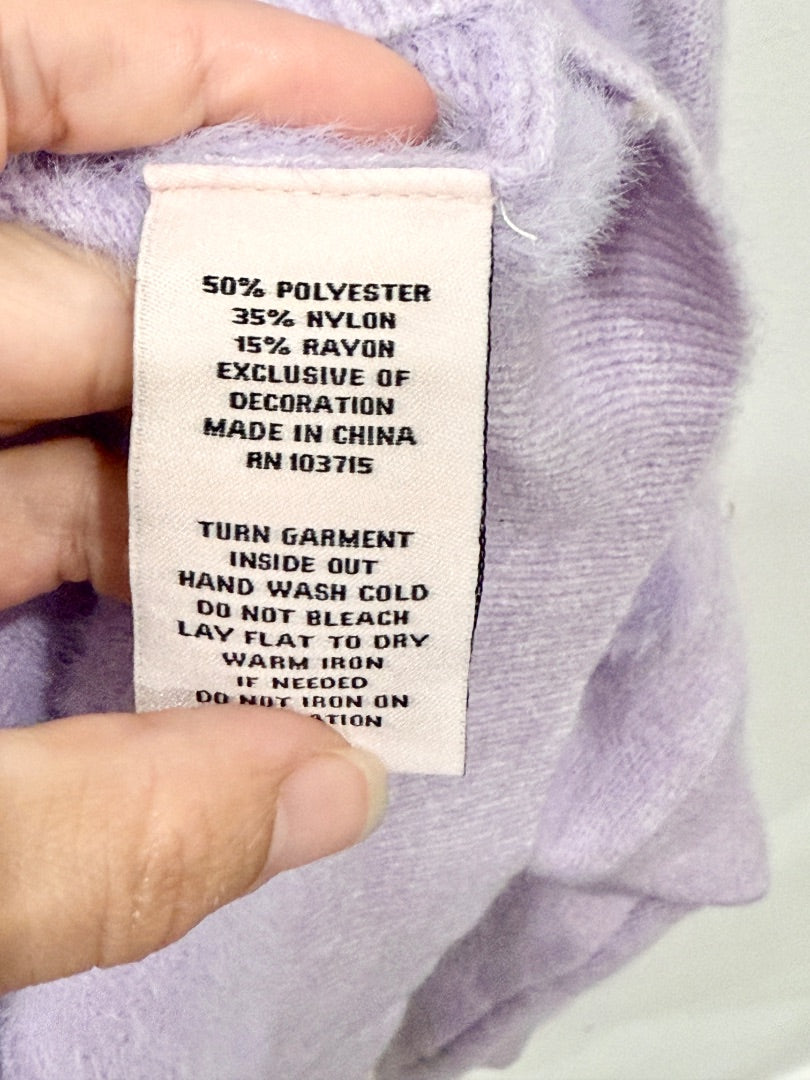 50% POLYESTER
35% NYLON
15% RAYON
EXCLUSIVE OF
DECORATION
MADE IN CHINA
RN 103715
TURN GARMENT
INSIDE OUT
HAND WASH COLD
DO NOT BLEACH
LAY FLAT TO DRY
WARM IRON
IF NEEDED
DO NOT IRON ON